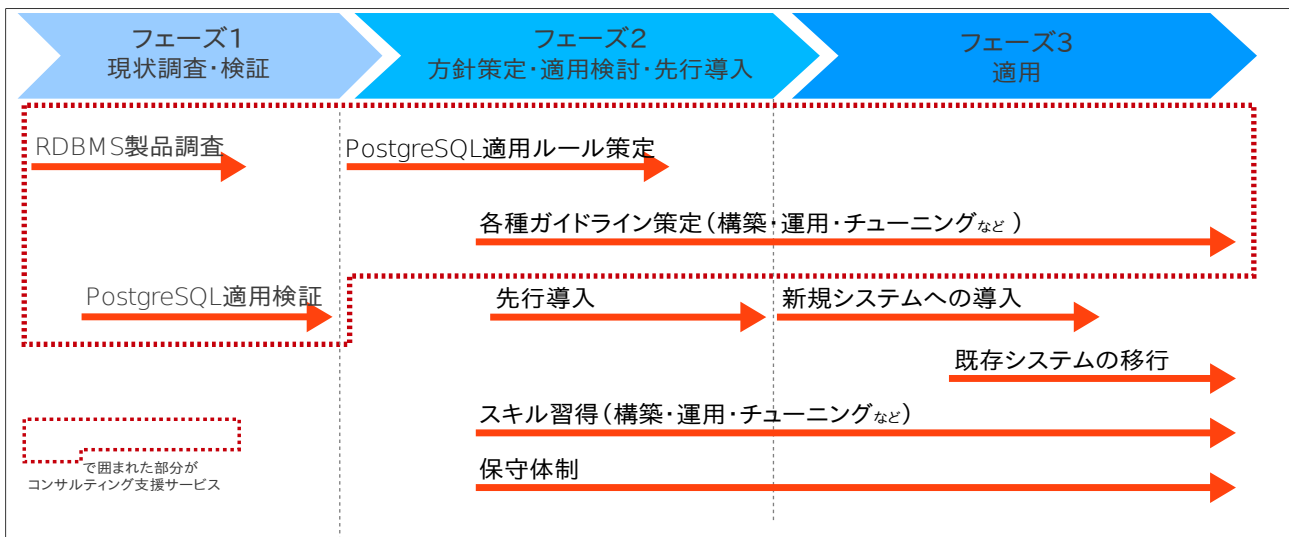 フェーズ1
現状調査・検証
フェーズ2
方針策定・適用検討・先行導入
フェーズ3
適用
RDBMS製品調査
PostgreSQL適用ルール策定
各種ガイドライン策定(構築・運用・チューニングなど )
PostgreSQL適用検証
先行導入
新規システムへの導入
既存システムの移行
スキル習得(構築・運用・チューニングなど)
保守体制
で囲まれた部分が
コンサルティング支援サービス